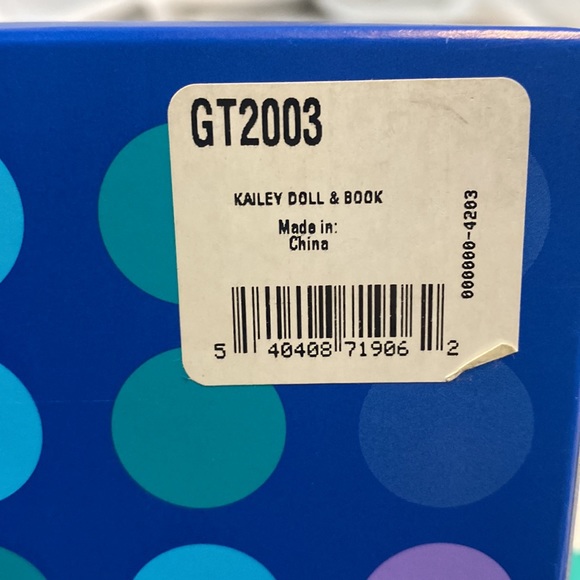 GT2003
KAILEY DOLL & BOOK
Made in:
China
000000-4203
5 40408 71906 2